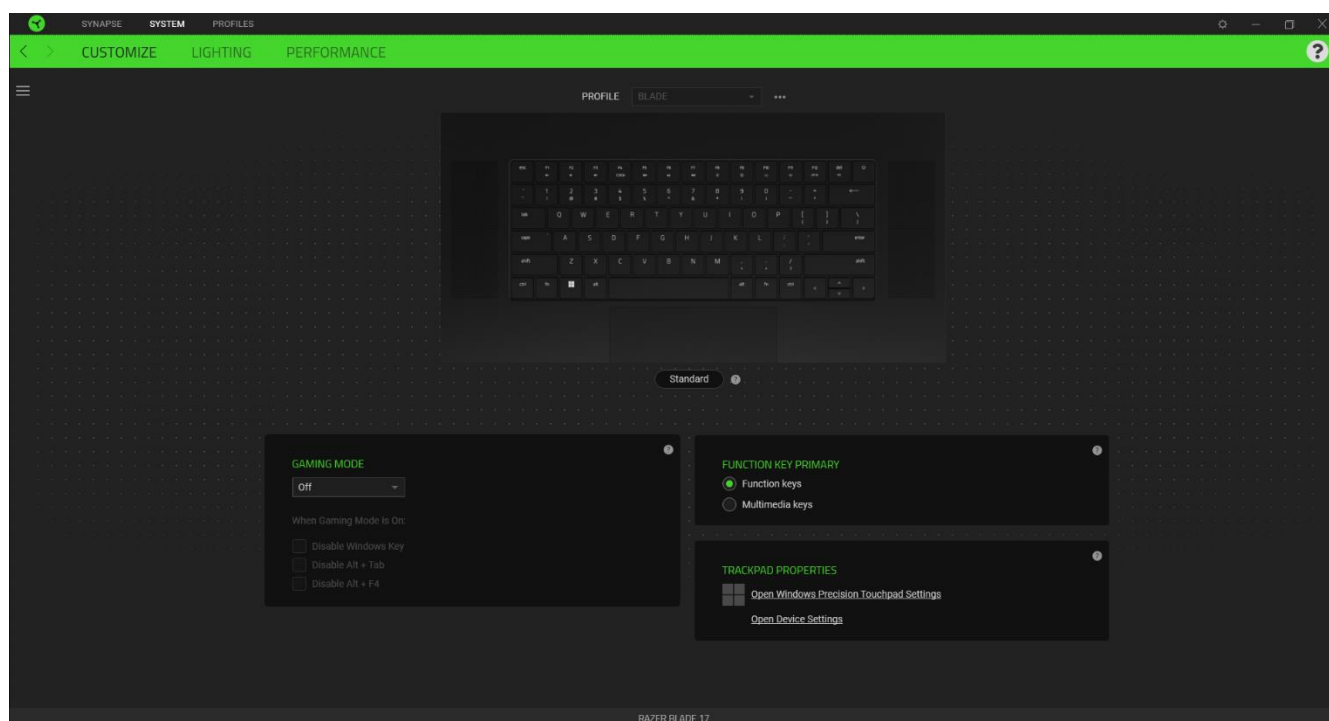 SYNAPSE SYSTEM PROFILES
CUSTOMIZE LIGHTING PERFORMANCE
?
PROFILE BLADE
Q W E R T Y U I O P
A S D F G H J K L
Z X C V B N M
Standard ?
GAMING MODE
Off
When Gaming Mode is On:
Disable Windows Key
Disable Alt + Tab
Disable Alt + F4
FUNCTION KEY PRIMARY
Function keys
Multimedia keys
TRACKPAD PROPERTIES
Open Windows Precision Touchpad Settings
Open Device Settings
RAZER BLADE 17